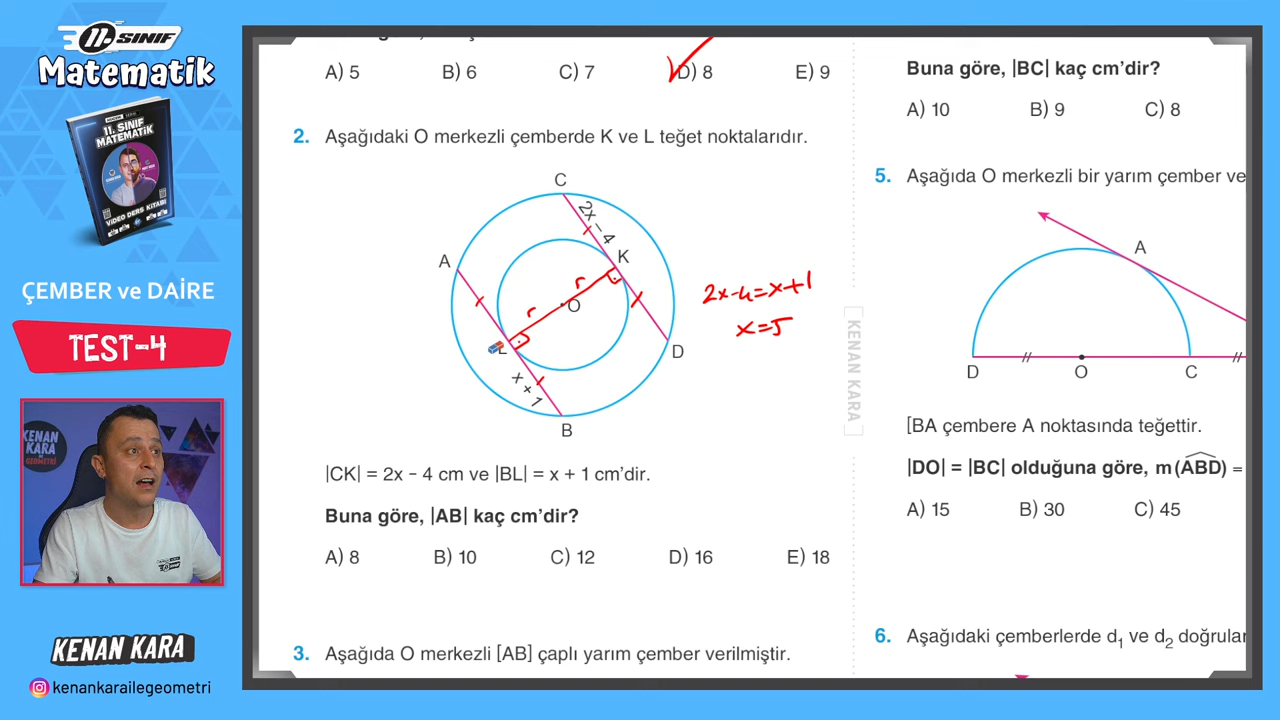 11. SINIF
Matematik
11. SINIF
MATEMATİK
VİDEO DERS KİTABI
ÇEMBER ve DAİRE
TEST-4
KENAN
KARA
GEOMETRİ
KENAN KARA
kenankarailegeometri
A) 5 B) 6 C) 7 D) 8 E) 9
2. Aşağıdaki O merkezli çemberde K ve L teğet noktalarıdır.
C
2x – 4
A
K
r
O
r
L
D
x + 1
B
2x-4=x+1
x=5
|CK| = 2x – 4 cm ve |BL| = x + 1 cm’dir.
Buna göre, |AB| kaç cm’dir?
A) 8 B) 10 C) 12 D) 16 E) 18
3. Aşağıda O merkezli [AB] çaplı yarım çember verilmiştir.
KENAN KARA
Buna göre, |BC| kaç cm’dir?
A) 10 B) 9 C) 8
5. Aşağıda O merkezli bir yarım çember ve
A
D O C
[BA çembere A noktasında teğettir.
|DO| = |BC| olduğuna göre, m(ABD) =
A) 15 B) 30 C) 45
6. Aşağıdaki çemberlerde d1 ve d2 doğrular